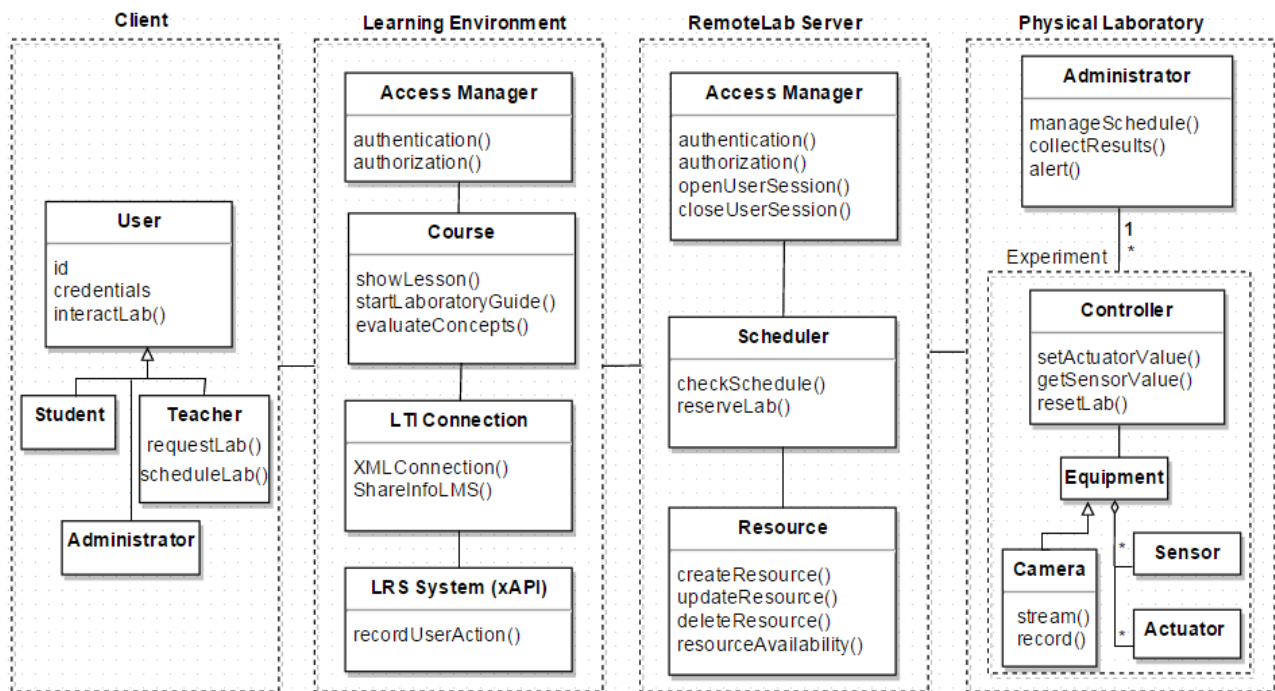 Client
User
id
credentials
interactLab()
Student
Teacher
requestLab()
scheduleLab()
Administrator
Learning Environment
Access Manager
authentication()
authorization()
Course
showLesson()
startLaboratoryGuide()
evaluateConcepts()
LTI Connection
XMLConnection()
ShareInfoLMS()
LRS System (xAPI)
recordUserAction()
RemoteLab Server
Access Manager
authentication()
authorization()
openUserSession()
closeUserSession()
Scheduler
checkSchedule()
reserveLab()
Resource
createResource()
updateResource()
deleteResource()
resourceAvailability()
Physical Laboratory
Administrator
manageSchedule()
collectResults()
alert()
1
*
Experiment
Controller
setActuatorValue()
getSensorValue()
resetLab()
Equipment
Camera
stream()
record()
*
Sensor
*
Actuator